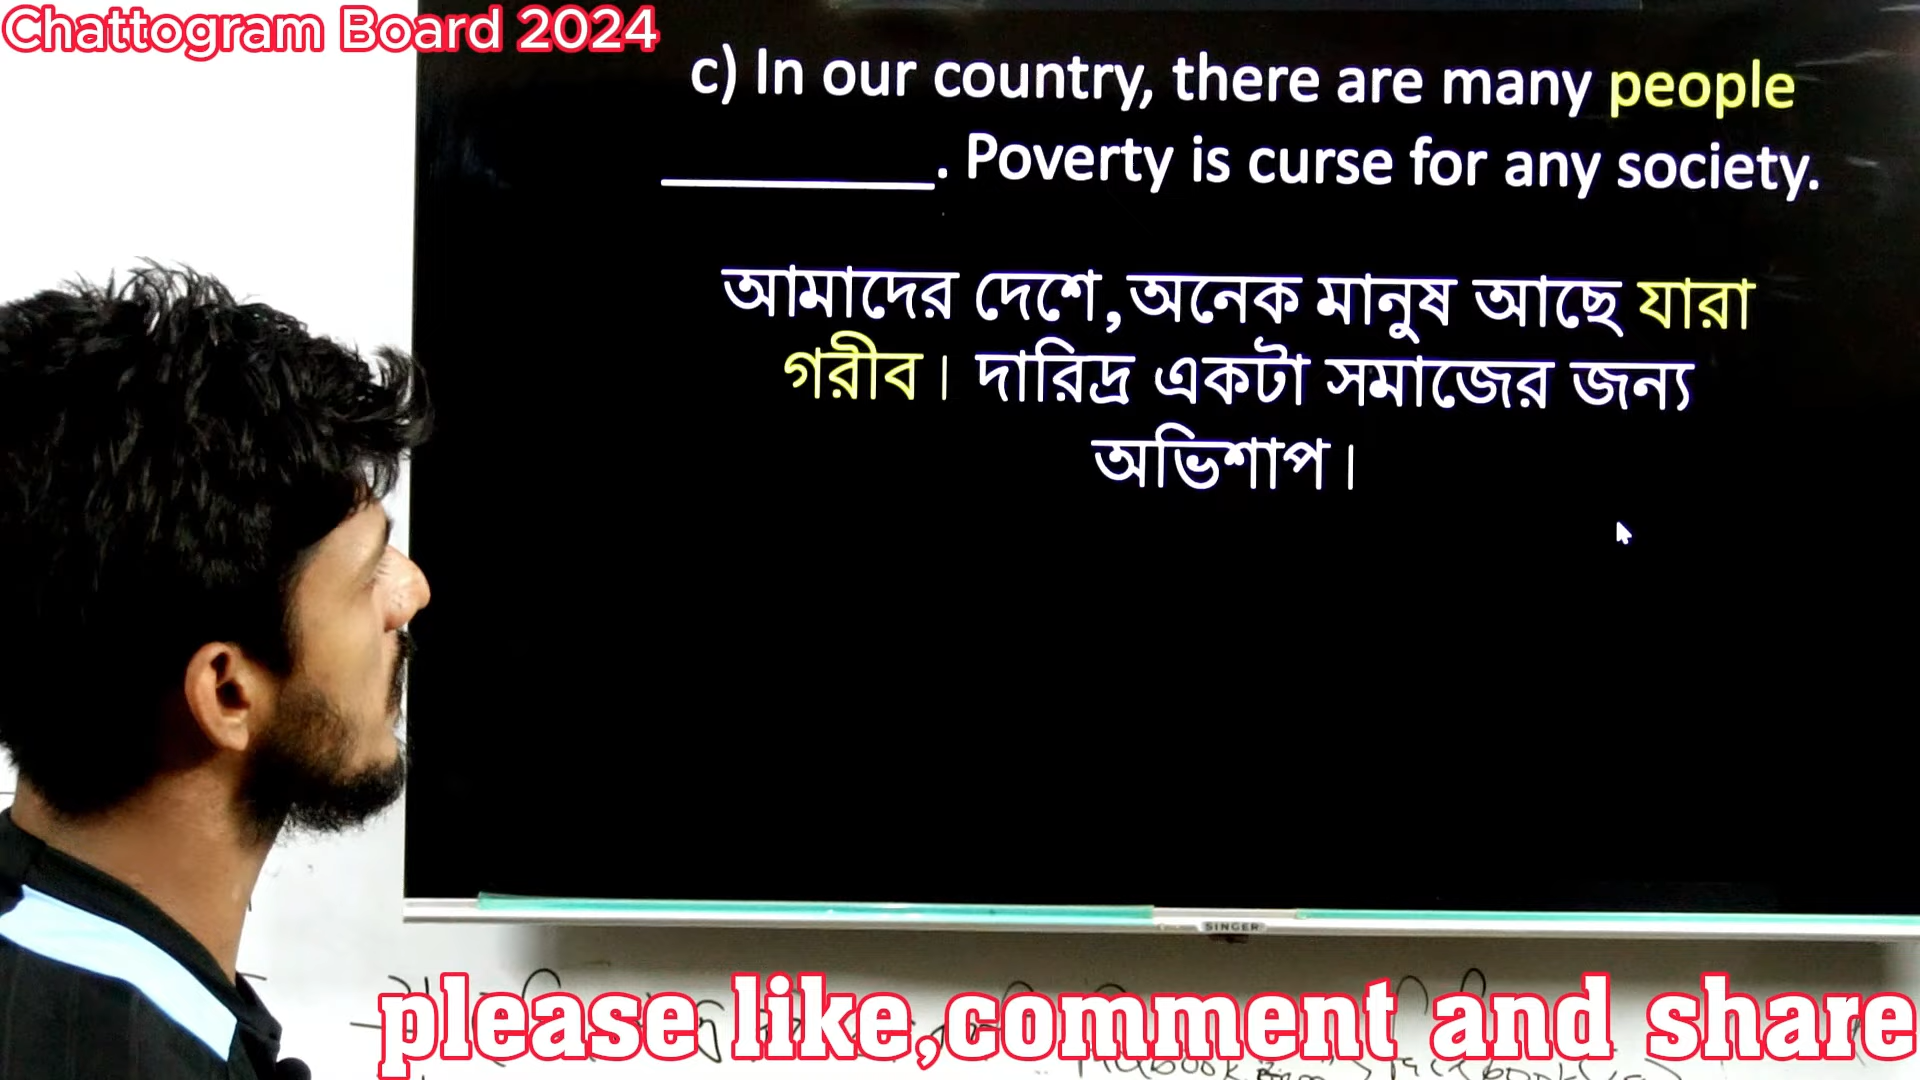 Chattogram Board 2024
c) In our country, there are many people
__________. Poverty is curse for any society.
আমাদের দেশে,অনেক মানুষ আছে যারা
গরীব। দারিদ্র একটা সমাজের জন্য
অভিশাপ।
SINGER
please like,comment and share